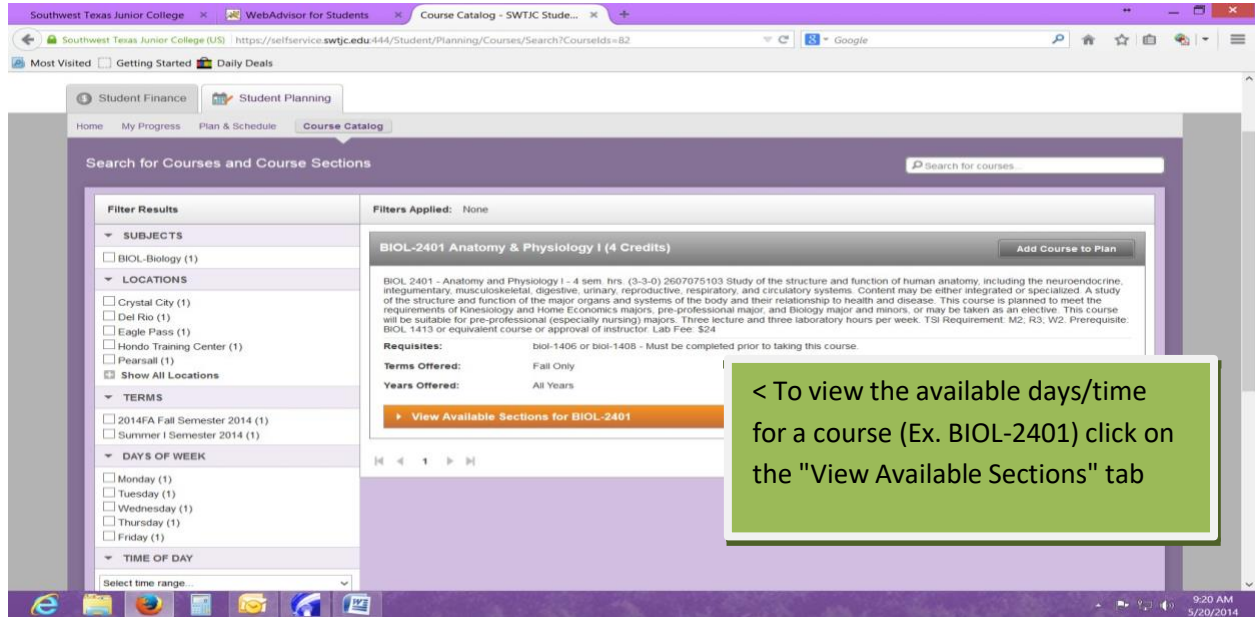 Southwest Texas Junior College × WebAdvisor for Students × Course Catalog - SWTJC Stude... × +
Southwest Texas Junior College (US) https://selfservice.swtjc.edu:444/Student/Planning/Courses/Search?CourseIds=82 Google
Most Visited Getting Started Daily Deals
Student Finance Student Planning
Home My Progress Plan & Schedule Course Catalog
Search for Courses and Course Sections Search for courses...
Filter Results
SUBJECTS
BIOL-Biology (1)
LOCATIONS
Crystal City (1)
Del Rio (1)
Eagle Pass (1)
Hondo Training Center (1)
Pearsall (1)
Show All Locations
TERMS
2014FA Fall Semester 2014 (1)
Summer I Semester 2014 (1)
DAYS OF WEEK
Monday (1)
Tuesday (1)
Wednesday (1)
Thursday (1)
Friday (1)
TIME OF DAY
Select time range...
Filters Applied: None
BIOL-2401 Anatomy & Physiology I (4 Credits) Add Course to Plan
BIOL 2401 - Anatomy and Physiology I - 4 sem. hrs. (3-3-0) 2607075103 Study of the structure and function of human anatomy, including the neuroendocrine,
integumentary, musculoskeletal, digestive, urinary, reproductive, respiratory, and circulatory systems. Content may be either integrated or specialized. A study
of the structure and function of the major organs and systems of the body and their relationship to health and disease. This course is planned to meet the
requirements of Kinesiology and Home Economics majors, pre-professional major, and Biology major and minors, or may be taken as an elective. This course
will be suitable for pre-professional (especially nursing) majors. Three lecture and three laboratory hours per week. TSI Requirement: M2; R3; W2. Prerequisite:
BIOL 1413 or equivalent course or approval of instructor. Lab Fee: $24
Requisites: biol-1406 or biol-1408 - Must be completed prior to taking this course.
Terms Offered: Fall Only
Years Offered: All Years
View Available Sections for BIOL-2401
1
< To view the available days/time
for a course (Ex. BIOL-2401) click on
the "View Available Sections" tab
9:20 AM
5/20/2014